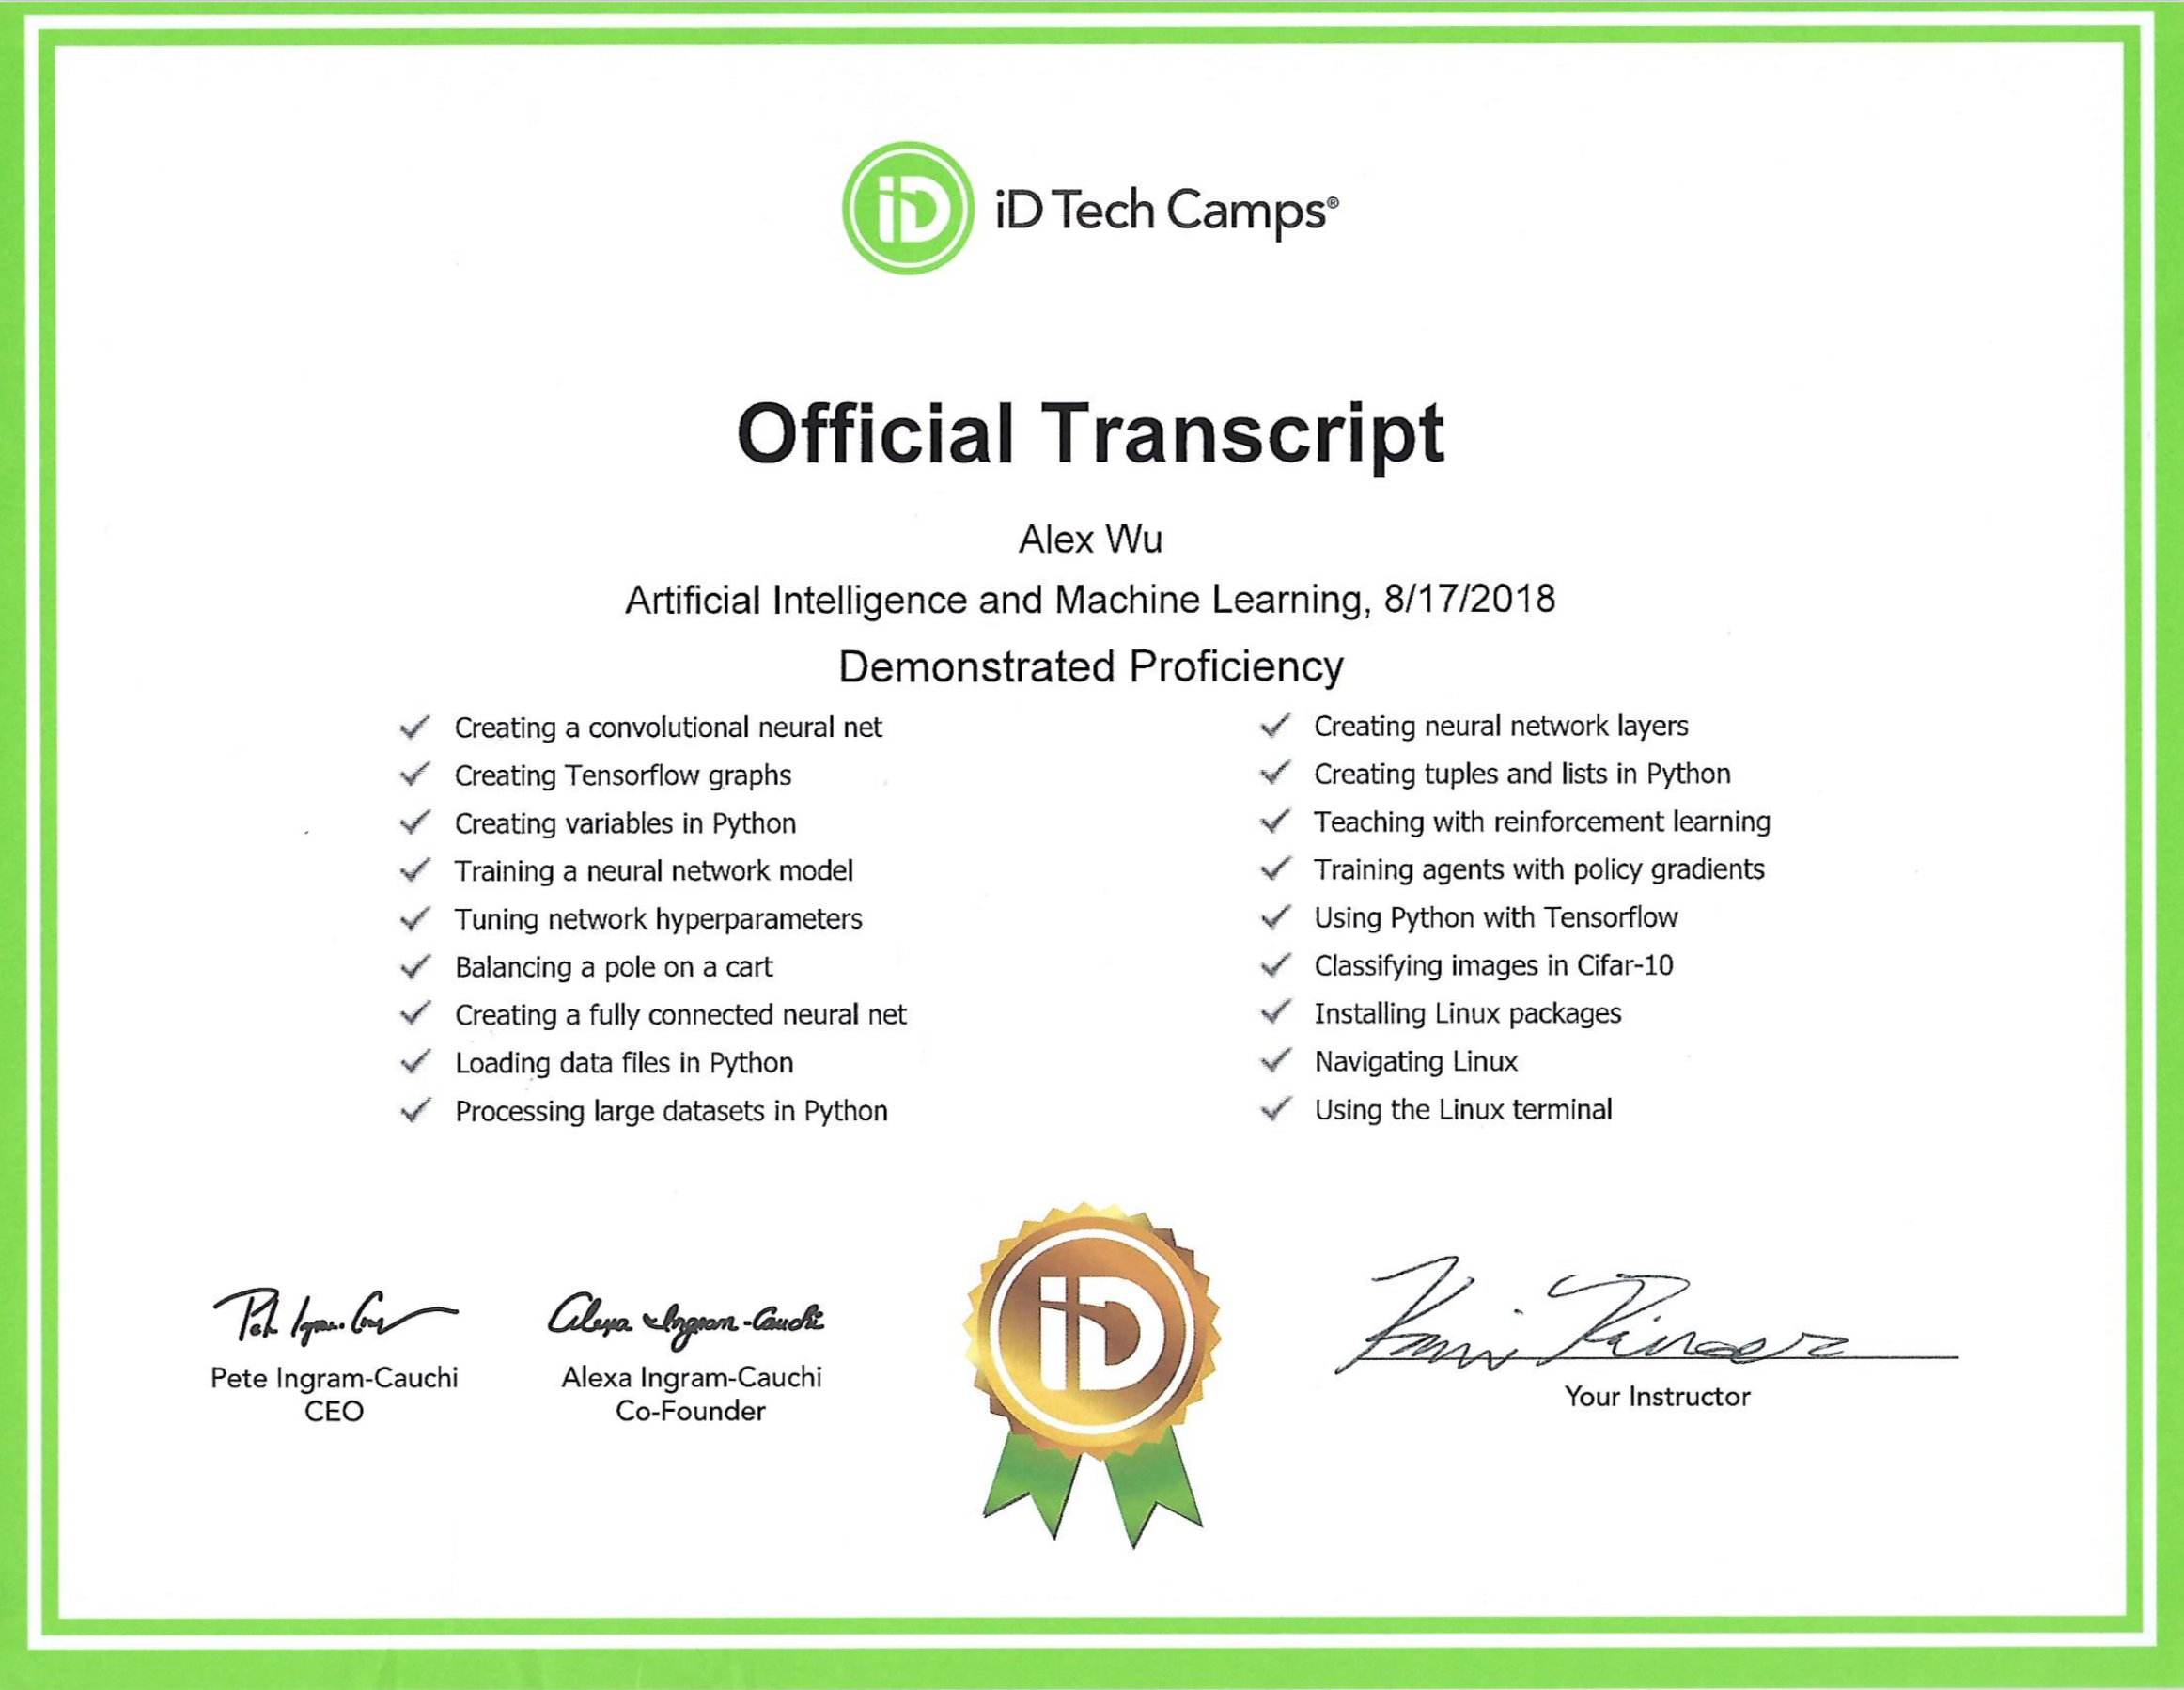 iD
iD Tech Camps®
Official Transcript
Alex Wu
Artificial Intelligence and Machine Learning, 8/17/2018
Demonstrated Proficiency
Creating a convolutional neural net
Creating Tensorflow graphs
Creating variables in Python
Training a neural network model
Tuning network hyperparameters
Balancing a pole on a cart
Creating a fully connected neural net
Loading data files in Python
Processing large datasets in Python
Creating neural network layers
Creating tuples and lists in Python
Teaching with reinforcement learning
Training agents with policy gradients
Using Python with Tensorflow
Classifying images in Cifar-10
Installing Linux packages
Navigating Linux
Using the Linux terminal
Alexa Ingram-Cauchi
Pete Ingram-Cauchi
CEO
Alexa Ingram-Cauchi
Co-Founder
iD
Your Instructor